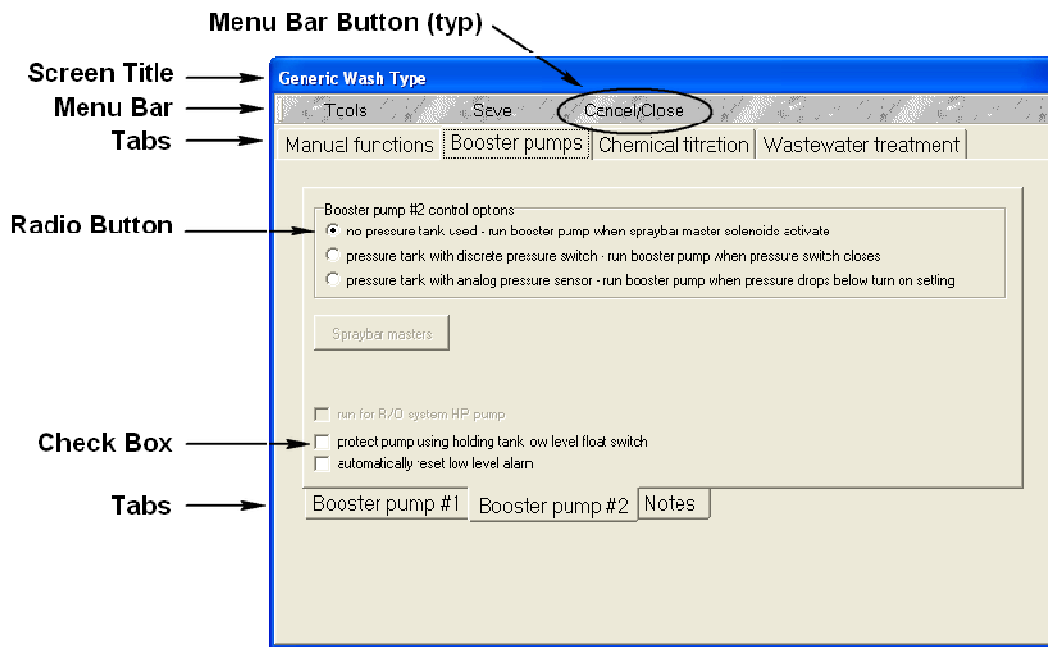 Menu Bar Button (typ)
Screen Title
Generic Wash Type
Menu Bar
Tools Save Cancel/Close
Tabs
Manual functions Booster pumps Chemical titration Wastewater treatment
Booster pump #2 control optons
Radio Button
no pressure tank used - run booster pump when spraybar master solenoids activate
pressure tank with discrete pressure switch - run booster pump when pressure switch closes
pressure tank with analog pressure sensor - run booster pump when pressure drops below turn on setting
Spraybar masters
run for R/O system HP pump
Check Box
protect pump using holding tank low level float switch
automatically reset low level alarm
Tabs
Booster pump #1 Booster pump #2 Notes